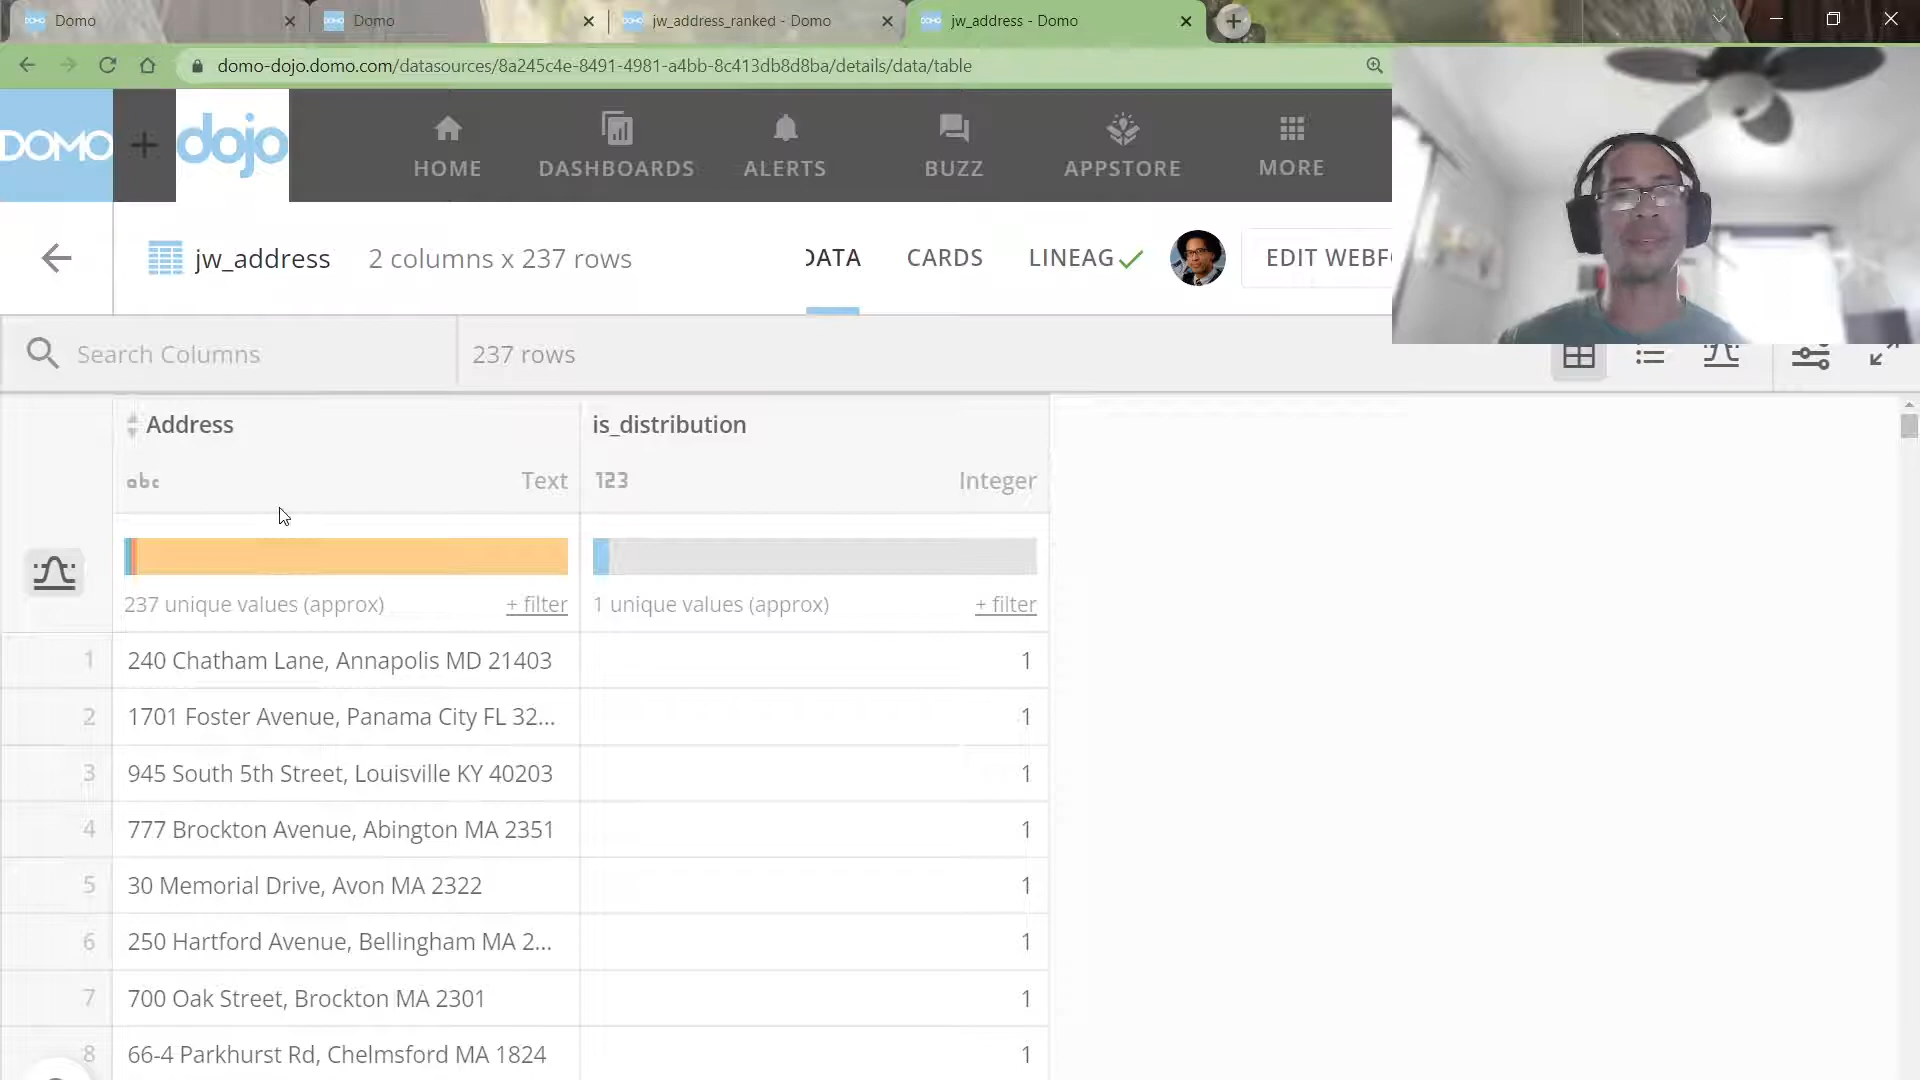 Domo
Domo
jw_address_ranked - Domo
jw_address - Domo
domo-dojo.domo.com/datasources/8a245c4e-8491-4981-a4bb-8c413db8d8ba/details/data/table
DOMO
dojo
HOME
DASHBOARDS
ALERTS
BUZZ
APPSTORE
MORE
jw_address
2 columns x 237 rows
DATA
CARDS
LINEAG
EDIT WEBF
Search Columns
237 rows
Address
is_distribution
abc
Text
123
Integer
237 unique values (approx)
+ filter
1 unique values (approx)
+ filter
1 240 Chatham Lane, Annapolis MD 21403 1
2 1701 Foster Avenue, Panama City FL 32... 1
3 945 South 5th Street, Louisville KY 40203 1
4 777 Brockton Avenue, Abington MA 2351 1
5 30 Memorial Drive, Avon MA 2322 1
6 250 Hartford Avenue, Bellingham MA 2... 1
7 700 Oak Street, Brockton MA 2301 1
8 66-4 Parkhurst Rd, Chelmsford MA 1824 1